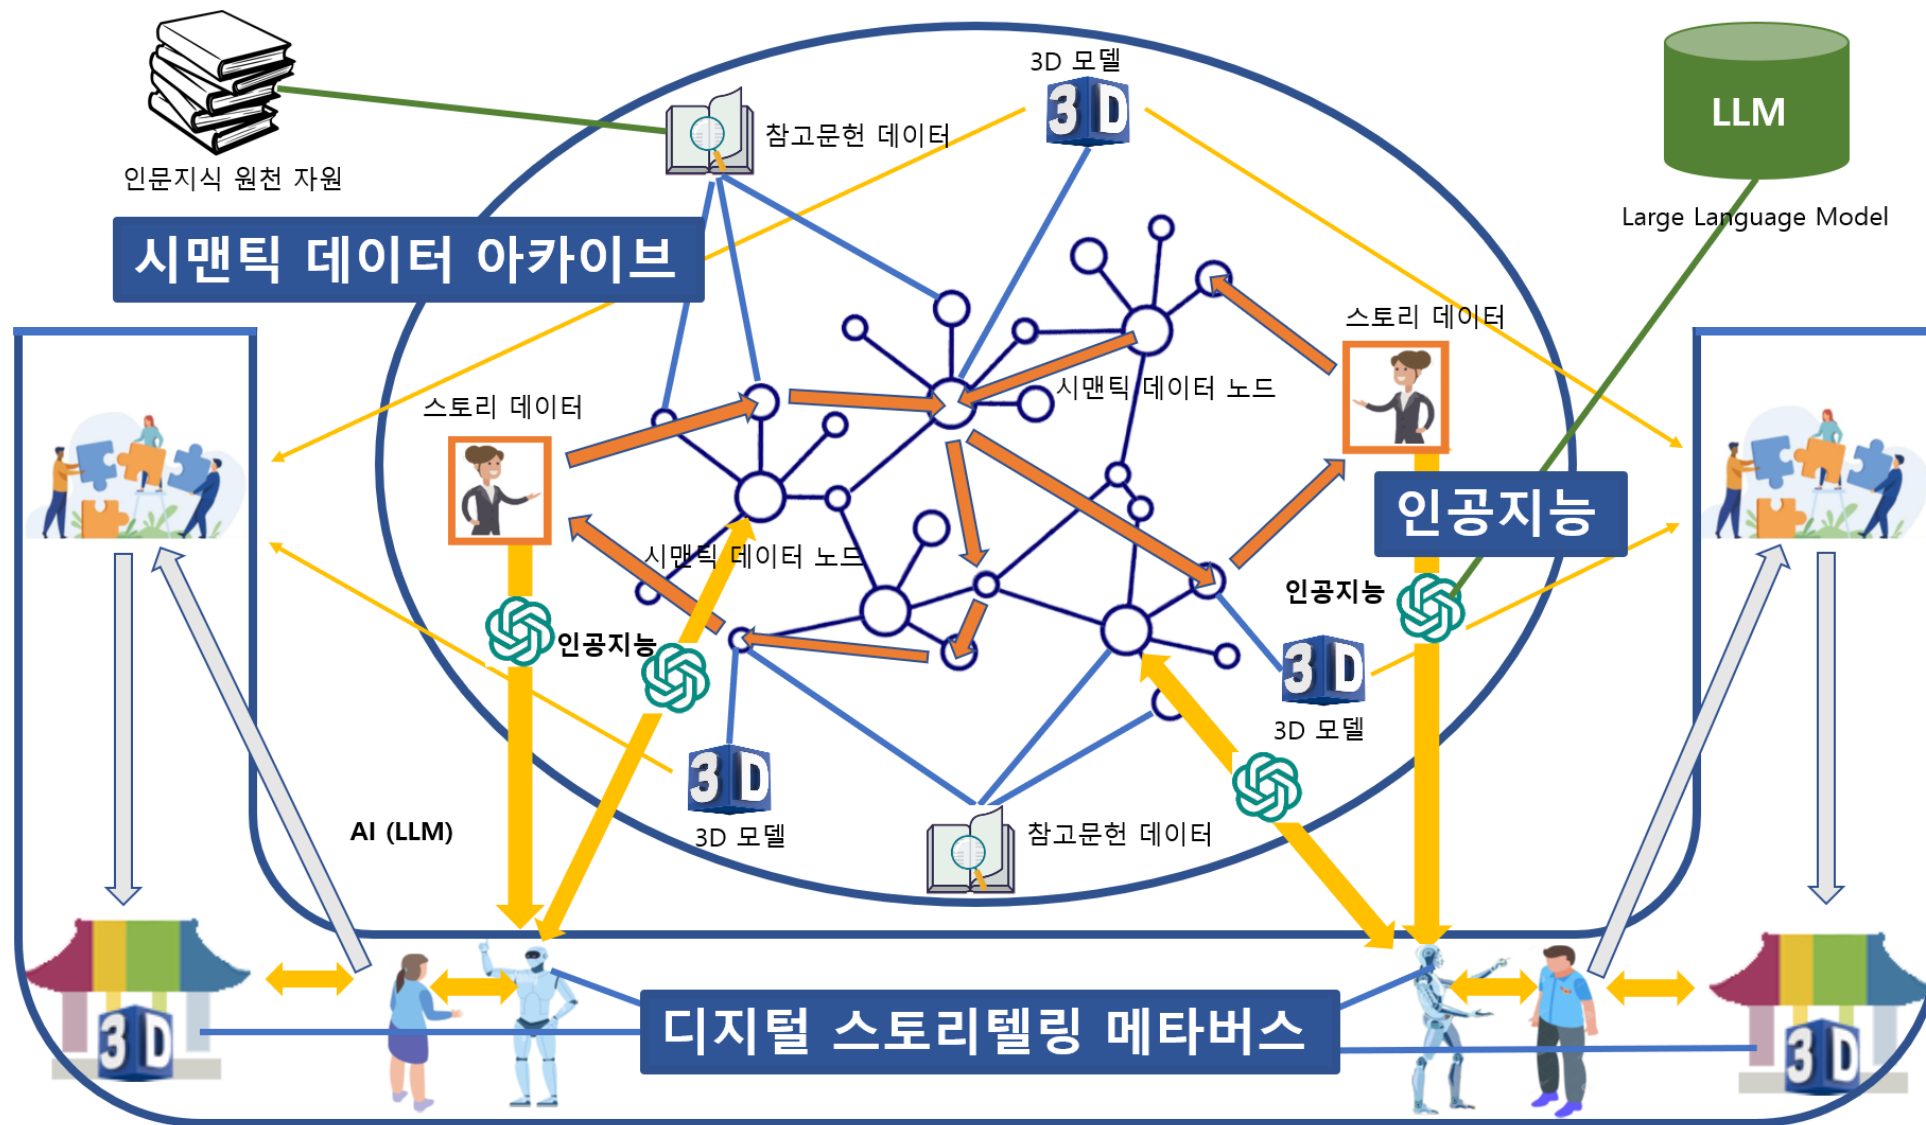 3D 모델
3D
LLM
참고문헌 데이터
인문지식 원천 자원
Large Language Model
시맨틱 데이터 아카이브
스토리 데이터
시맨틱 데이터 노드
스토리 데이터
인공지능
시맨틱 데이터 노드
인공지능
인공지능
3D
3D 모델
3D
3D 모델
AI (LLM)
참고문헌 데이터
디지털 스토리텔링 메타버스
3D
3D